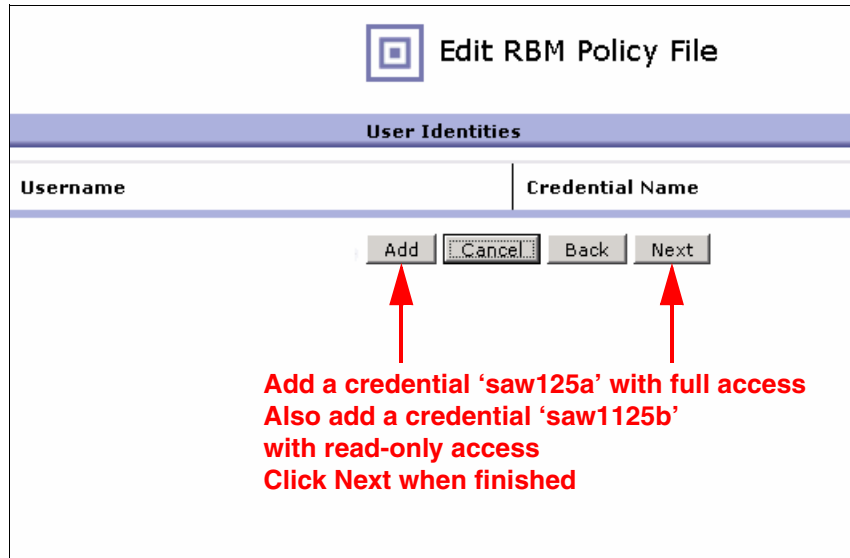 Edit RBM Policy File
User Identities
Username Credential Name
Add Cancel Back Next
Add a credential ‘saw125a’ with full access
Also add a credential ‘saw1125b’
with read-only access
Click Next when finished